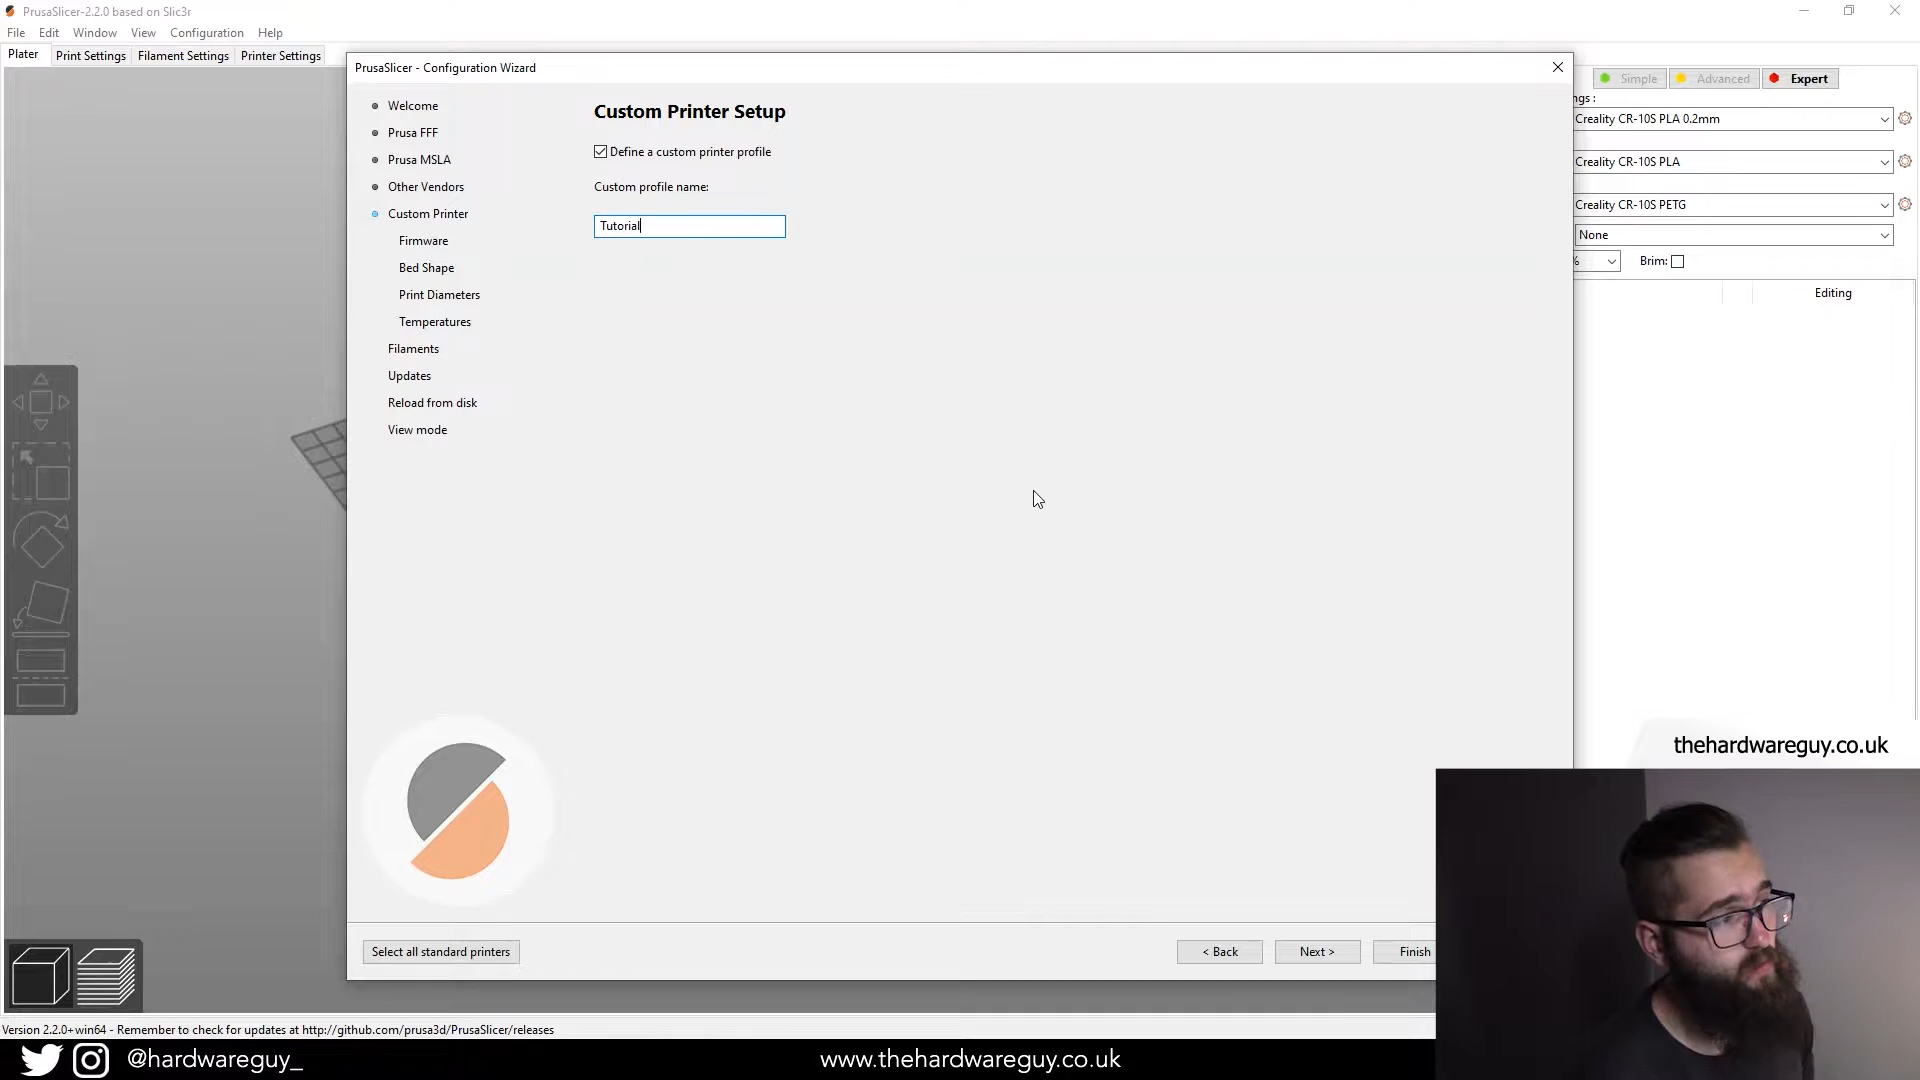 PrusaSlicer-2.2.0 based on Slic3r
File Edit Window View Configuration Help
Plater Print Settings Filament Settings Printer Settings
PrusaSlicer - Configuration Wizard
Welcome
Prusa FFF
Prusa MSLA
Other Vendors
Custom Printer
Firmware
Bed Shape
Print Diameters
Temperatures
Filaments
Updates
Reload from disk
View mode
Custom Printer Setup
Define a custom printer profile
Custom profile name:
Tutorial
Select all standard printers
< Back Next > Finish
Simple Advanced Expert
ngs :
Creality CR-10S PLA 0.2mm
Creality CR-10S PLA
Creality CR-10S PETG
None
% Brim:
Editing
thehardwareguy.co.uk
Version 2.2.0+win64 - Remember to check for updates at http://github.com/prusa3d/PrusaSlicer/releases
@hardwareguy_ www.thehardwareguy.co.uk